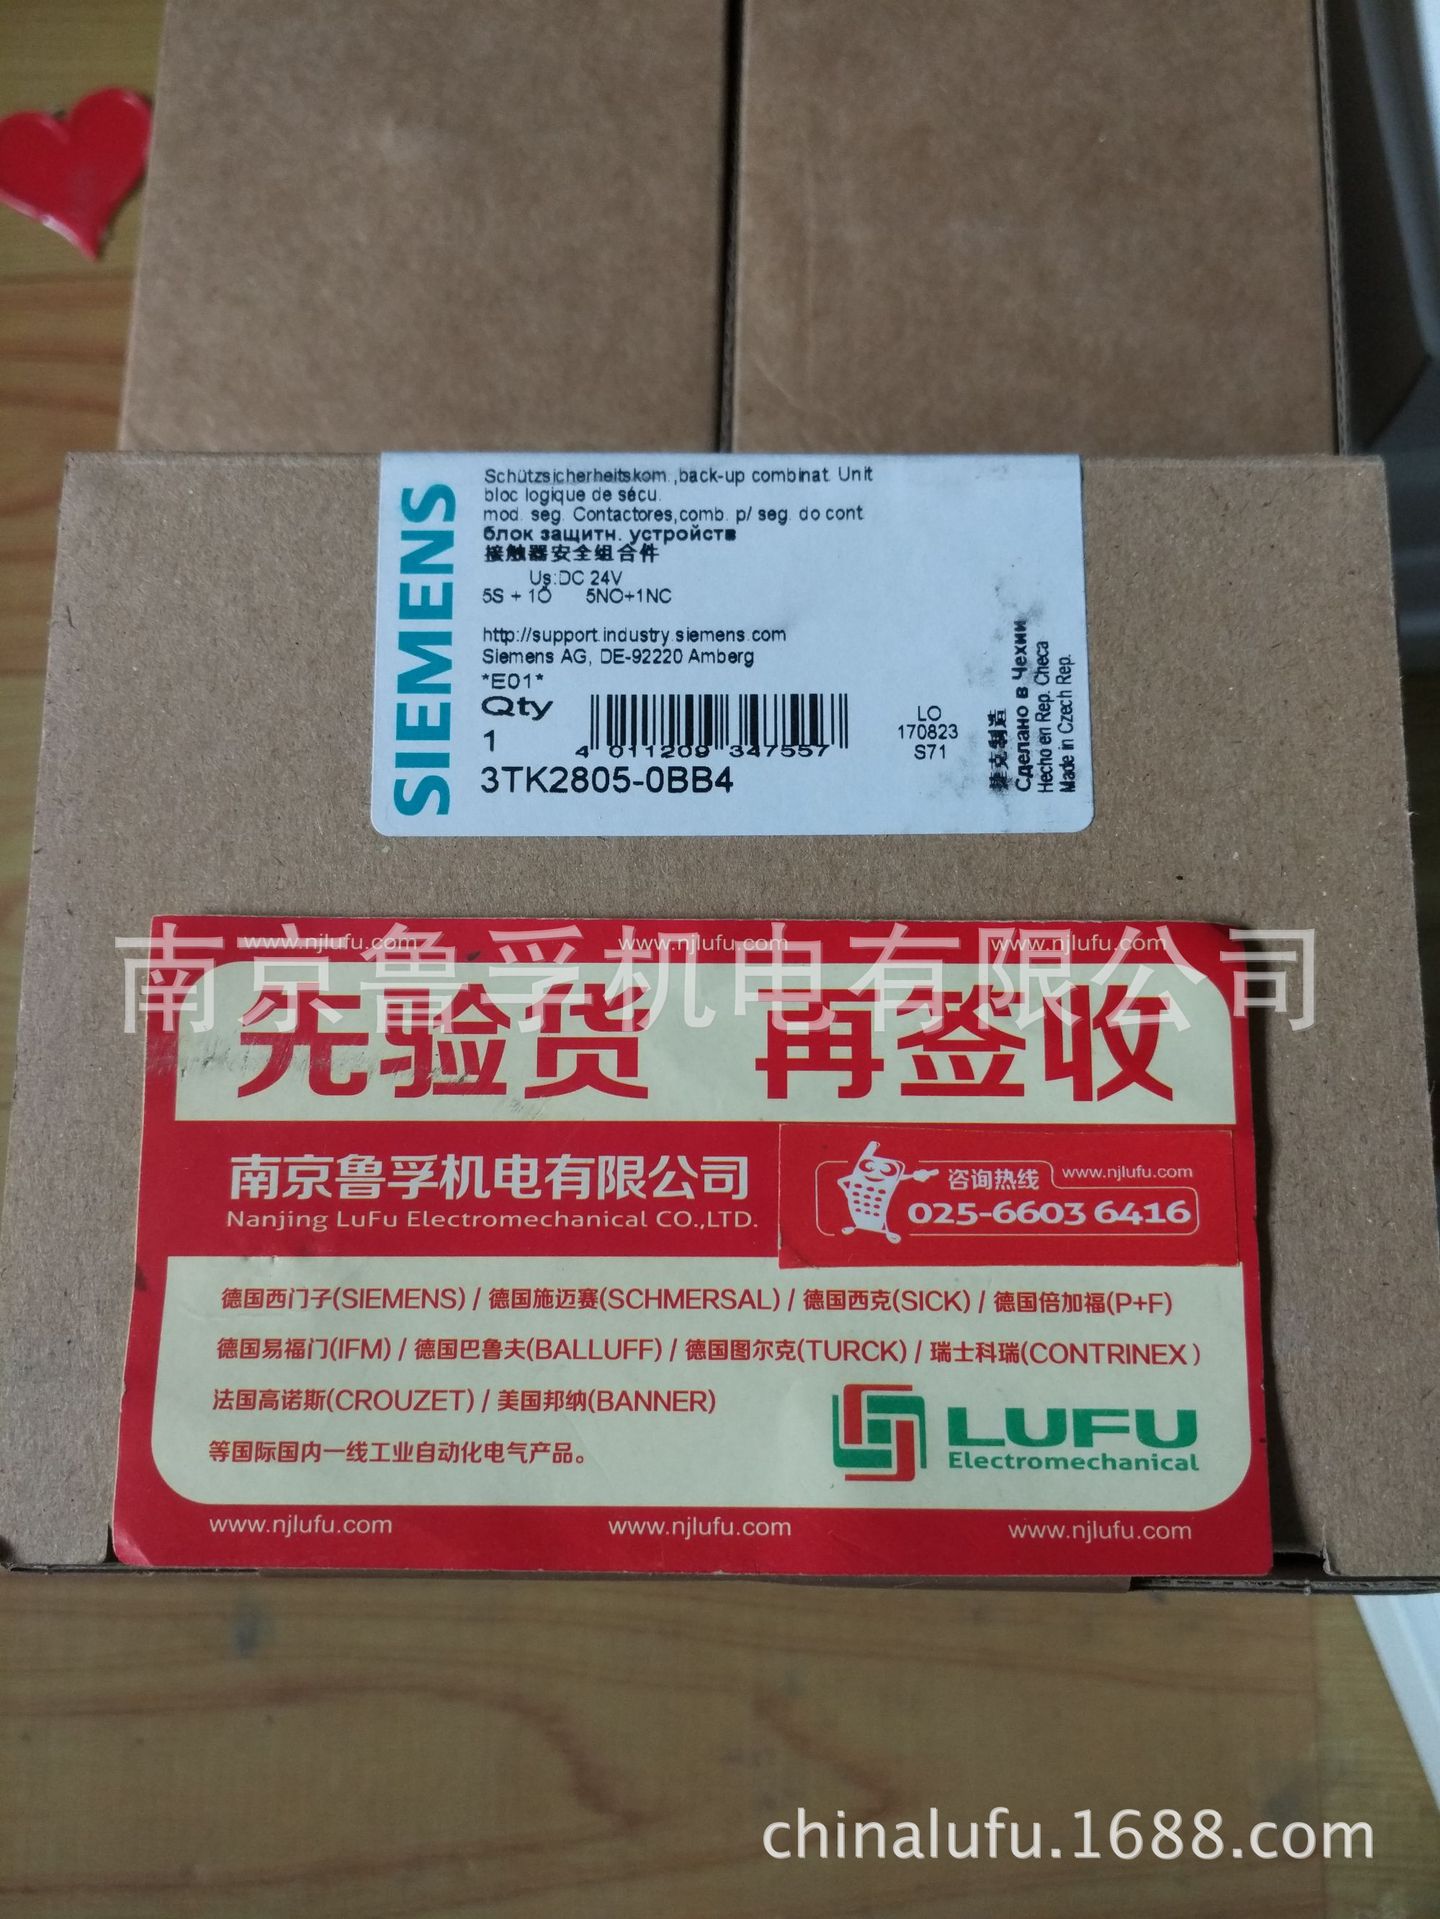 SIEMENS
Schützsicherheitskom.,back-up combinat. Unit
bloc logique de sécu.
mod. seg. Contactores,comb. p/ seg. do cont
блок защитн. устройств
接触器安全组合件
Us:DC 24V
5S + 1Ö 5NO+1NC
http://support.industry.siemens.com
Siemens AG, DE-92220 Amberg
*E01*
Qty
1
4 011209 347557
3TK2805-0BB4
LO
170823
S71
捷克制造
Сделано в Чехии
Hecho en Rep. Checa
Made in Czech Rep.
www.njlufu.com www.njlufu.com www.njlufu.com
南京鲁孚机电有限公司
先验货 再签收
南京鲁孚机电有限公司
Nanjing LuFu Electromechanical CO.,LTD.
咨询热线 www.njlufu.com
025-6603 6416
德国西门子(SIEMENS) / 德国施迈赛(SCHMERSAL) / 德国西克(SICK) / 德国倍加福(P+F)
德国易福门(IFM) / 德国巴鲁夫(BALLUFF) / 德国图尔克(TURCK) / 瑞士科瑞(CONTRINEX)
法国高诺斯(CROUZET) / 美国邦纳(BANNER)
等国际国内一线工业自动化电气产品。
LUFU
Electromechanical
www.njlufu.com www.njlufu.com www.njlufu.com
chinalufu.1688.com